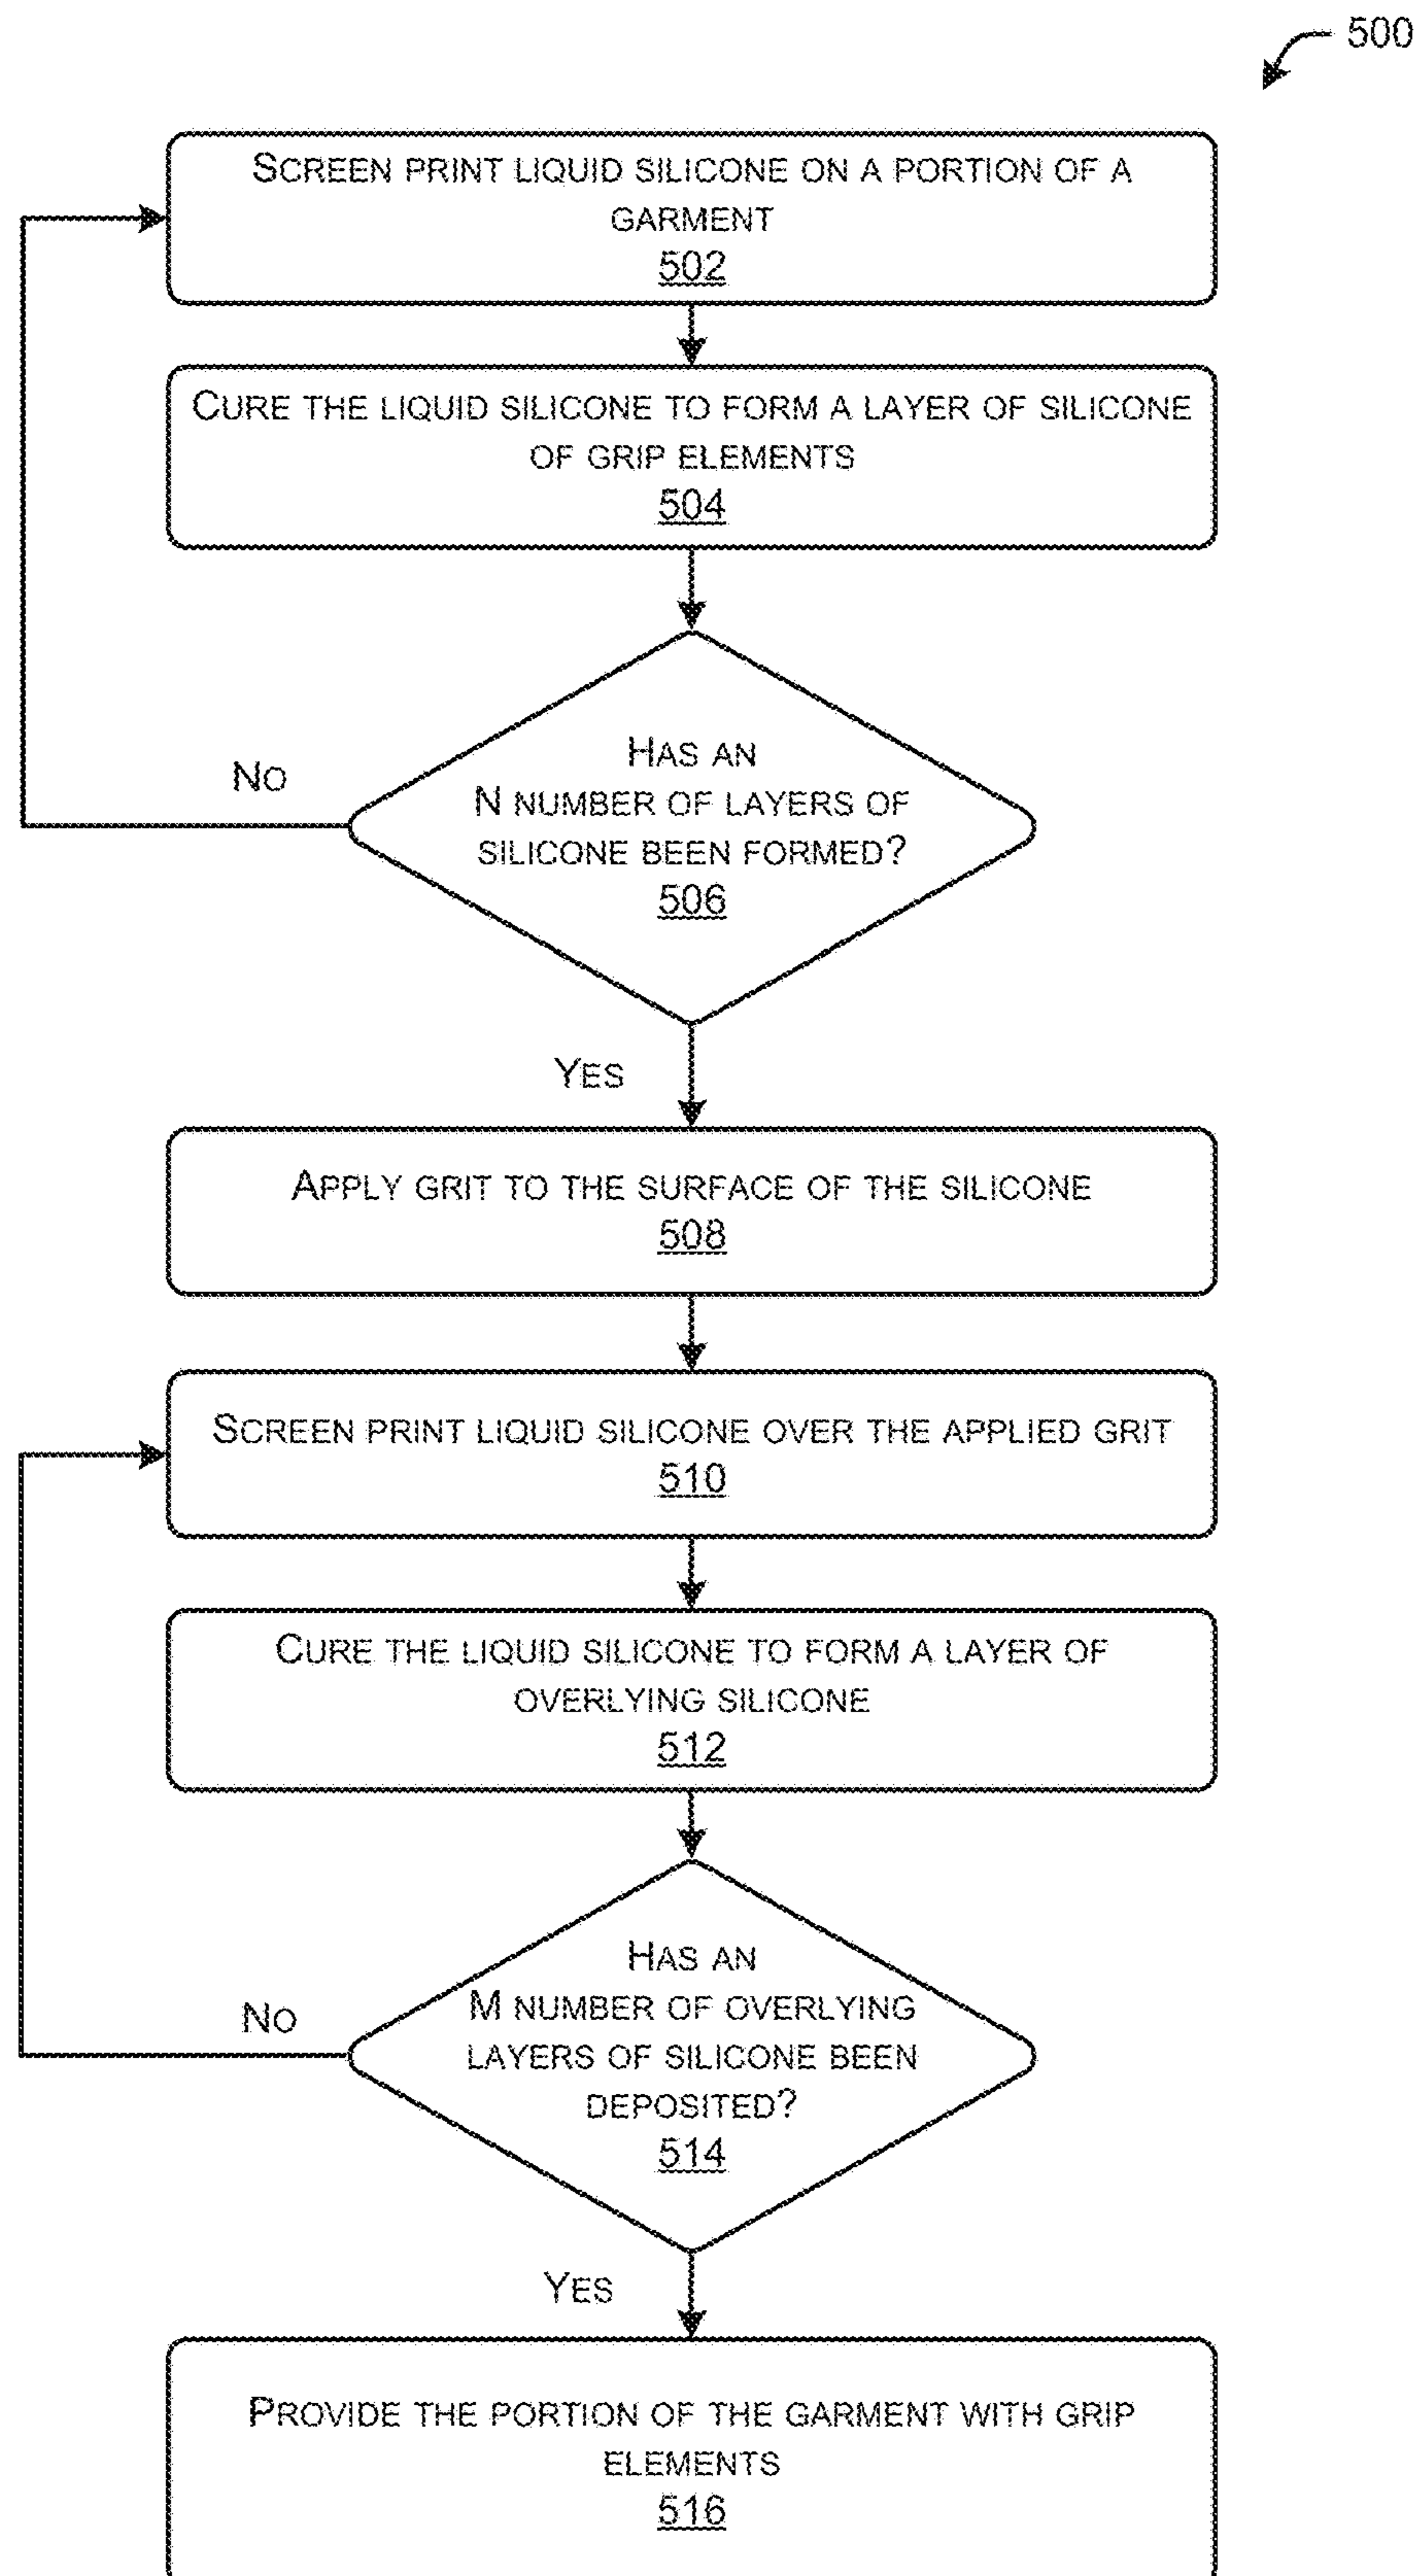 500
SCREEN PRINT LIQUID SILICONE ON A PORTION OF A
GARMENT
502
CURE THE LIQUID SILICONE TO FORM A LAYER OF SILICONE
OF GRIP ELEMENTS
504
HAS AN
N NUMBER OF LAYERS OF
SILICONE BEEN FORMED?
506
NO
YES
APPLY GRIT TO THE SURFACE OF THE SILICONE
508
SCREEN PRINT LIQUID SILICONE OVER THE APPLIED GRIT
510
CURE THE LIQUID SILICONE TO FORM A LAYER OF
OVERLYING SILICONE
512
HAS AN
M NUMBER OF OVERLYING
LAYERS OF SILICONE BEEN
DEPOSITED?
514
NO
YES
PROVIDE THE PORTION OF THE GARMENT WITH GRIP
ELEMENTS
516